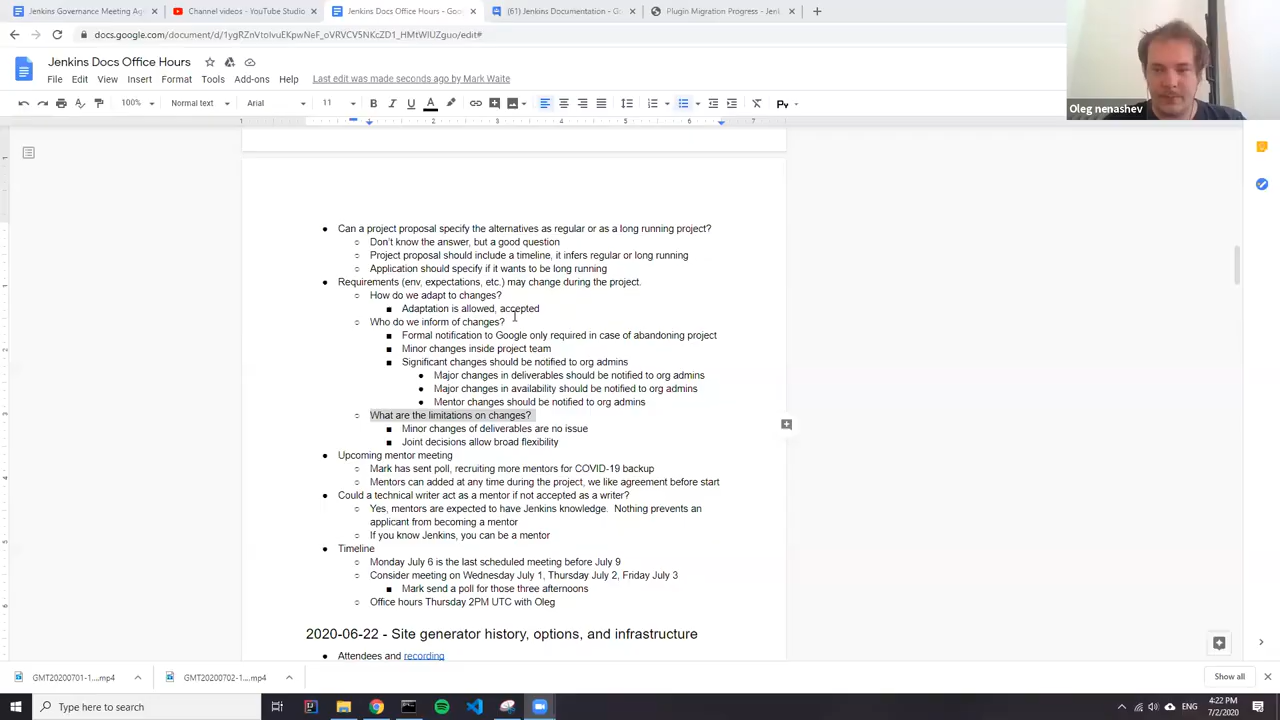 Jenkins Governance Meeting Ag
Channel videos - YouTube Studio
Jenkins Docs Office Hours - Goo
(61) Jenkins Documentation - G
Plugin Migration Progress - Jen
docs.google.com/document/d/1ygRZnVtoIvuEKpwNeF_oVRVCV5NKcZD1_HMtWIUZguo/edit#
Jenkins Docs Office Hours
File Edit View Insert Format Tools Add-ons Help Last edit was made seconds ago by Mark Waite
100% Normal text Arial 11
Oleg nenashev
• Can a project proposal specify the alternatives as regular or as a long running project?
○ Don't know the answer, but a good question
○ Project proposal should include a timeline, it infers regular or long running
○ Application should specify if it wants to be long running
• Requirements (env, expectations, etc.) may change during the project.
○ How do we adapt to changes?
■ Adaptation is allowed, accepted
○ Who do we inform of changes?
■ Formal notification to Google only required in case of abandoning project
■ Minor changes inside project team
■ Significant changes should be notified to org admins
• Major changes in deliverables should be notified to org admins
• Major changes in availability should be notified to org admins
• Mentor changes should be notified to org admins
○ What are the limitations on changes?
■ Minor changes of deliverables are no issue
■ Joint decisions allow broad flexibility
• Upcoming mentor meeting
○ Mark has sent poll, recruiting more mentors for COVID-19 backup
○ Mentors can added at any time during the project, we like agreement before start
• Could a technical writer act as a mentor if not accepted as a writer?
○ Yes, mentors are expected to have Jenkins knowledge. Nothing prevents an
applicant from becoming a mentor
○ If you know Jenkins, you can be a mentor
• Timeline
○ Monday July 6 is the last scheduled meeting before July 9
○ Consider meeting on Wednesday July 1, Thursday July 2, Friday July 3
■ Mark send a poll for those three afternoons
○ Office hours Thursday 2PM UTC with Oleg
2020-06-22 - Site generator history, options, and infrastructure
• Attendees and recording
GMT20200701-1....mp4
GMT20200702-1....mp4
Show all
Type here to search
ENG
4:22 PM
7/2/2020